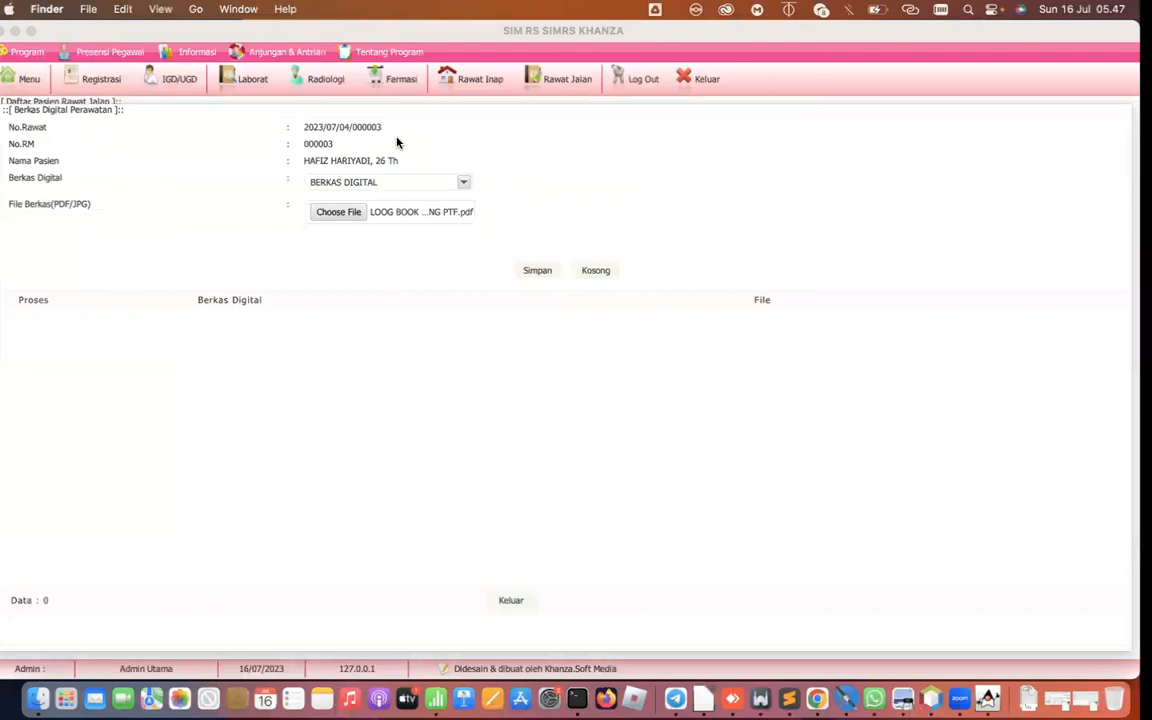 Finder File Edit View Go Window Help Sun 16 Jul 05.47
SIM RS SIMRS KHANZA
Program Presensi Pegawai Informasi Anjungan & Antrian Tentang Program
Menu Registrasi IGD/UGD Laborat Radiologi Farmasi Rawat Inap Rawat Jalan Log Out Keluar
[ Daftar Pasien Rawat Jalan ]::
::[ Berkas Digital Perawatan ]::
No.Rawat : 2023/07/04/000003
No.RM : 000003
Nama Pasien : HAFIZ HARIYADI, 26 Th
Berkas Digital : BERKAS DIGITAL
File Berkas(PDF/JPG) : Choose File LOOG BOOK ...NG PTF.pdf
Simpan Kosong
Proses Berkas Digital File
Data : 0 Keluar
Admin : Admin Utama 16/07/2023 127.0.0.1 Didesain & dibuat oleh Khanza.Soft Media